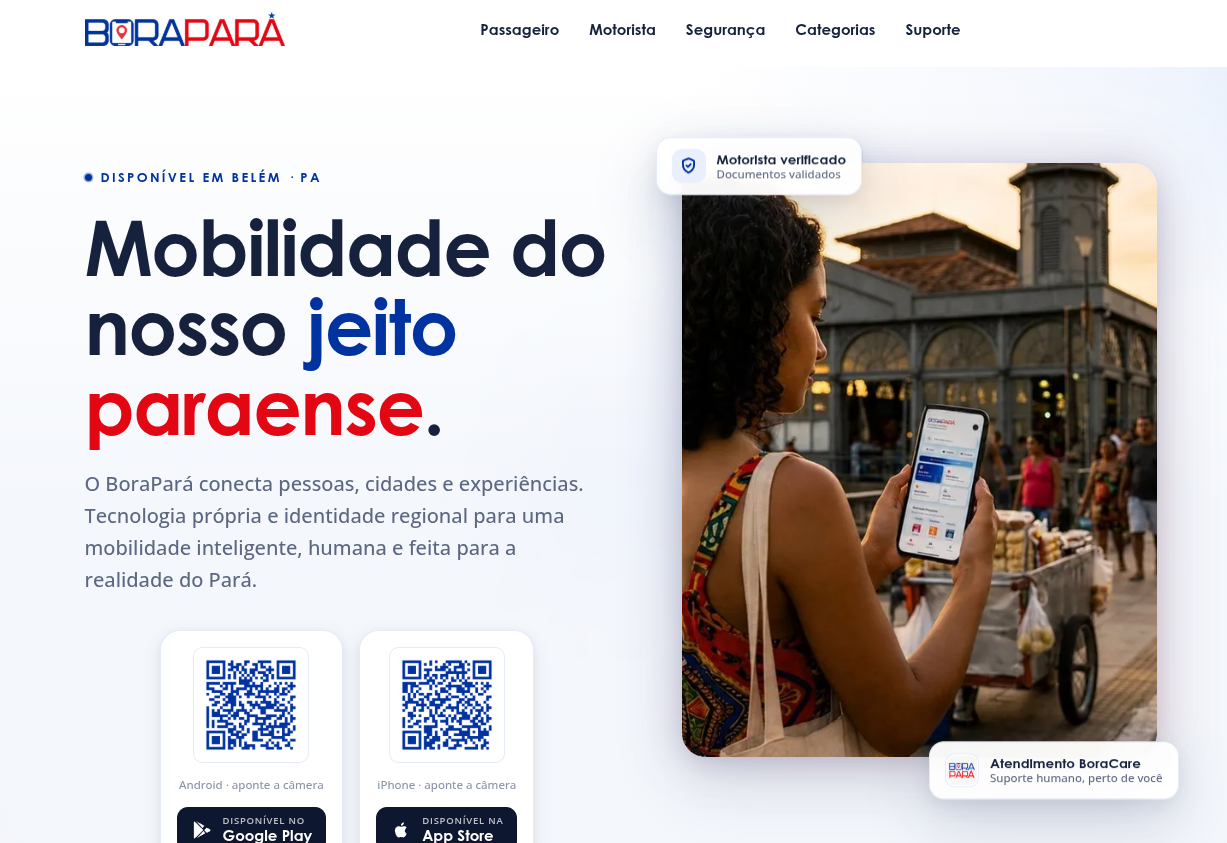 BORAPARÁ
Passageiro Motorista Segurança Categorias Suporte
DISPONÍVEL EM BELÉM · PA
Mobilidade do
nosso jeito
paraense.
O BoraPará conecta pessoas, cidades e experiências.
Tecnologia própria e identidade regional para uma
mobilidade inteligente, humana e feita para a
realidade do Pará.
Android · aponte a câmera
DISPONÍVEL NO
Google Play
iPhone · aponte a câmera
DISPONÍVEL NA
App Store
Motorista verificado
Documentos validados
BORAPARÁ
BORA
PARÁ
Atendimento BoraCare
Suporte humano, perto de você